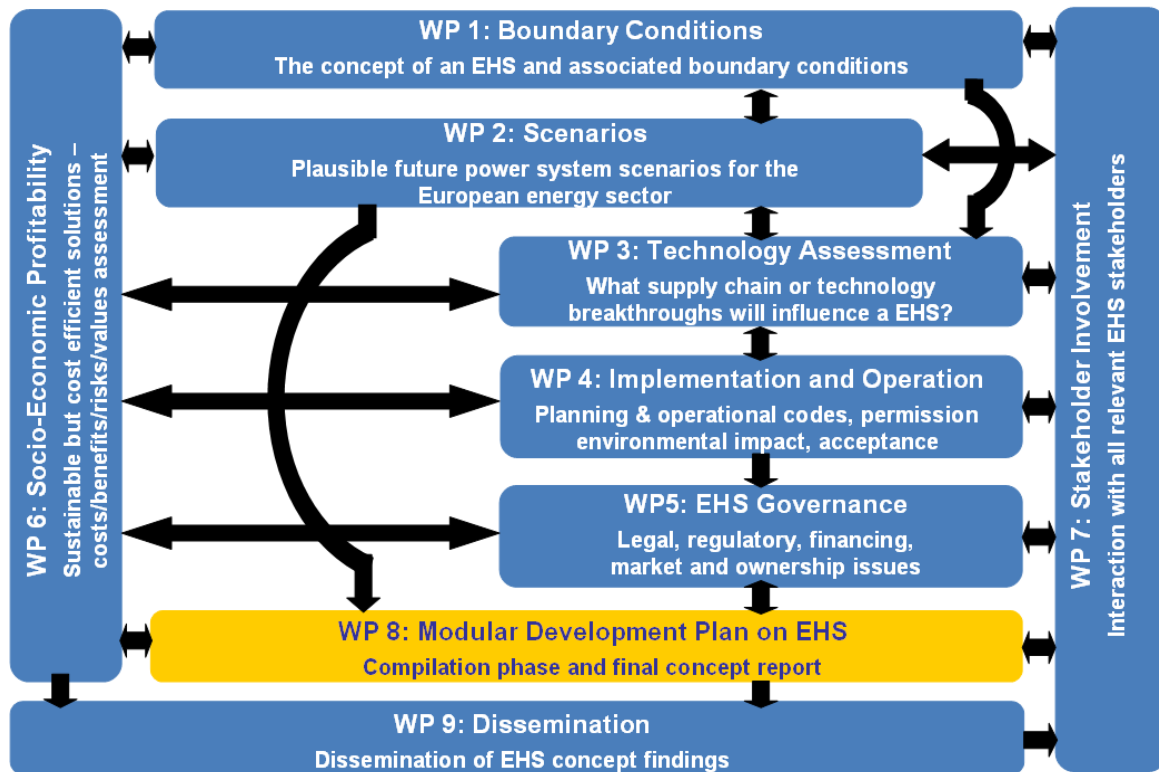 WP 1: Boundary Conditions
The concept of an EHS and associated boundary conditions
WP 2: Scenarios
Plausible future power system scenarios for the
European energy sector
WP 3: Technology Assessment
What supply chain or technology
breakthroughs will influence a EHS?
WP 4: Implementation and Operation
Planning & operational codes, permission
environmental impact, acceptance
WP5: EHS Governance
Legal, regulatory, financing,
market and ownership issues
WP 6: Socio-Economic Profitability
Sustainable but cost efficient solutions –
costs/benefits/risks/values assessment
WP 7: Stakeholder Involvement
Interaction with all relevant EHS stakeholders
WP 8: Modular Development Plan on EHS
Compilation phase and final concept report
WP 9: Dissemination
Dissemination of EHS concept findings